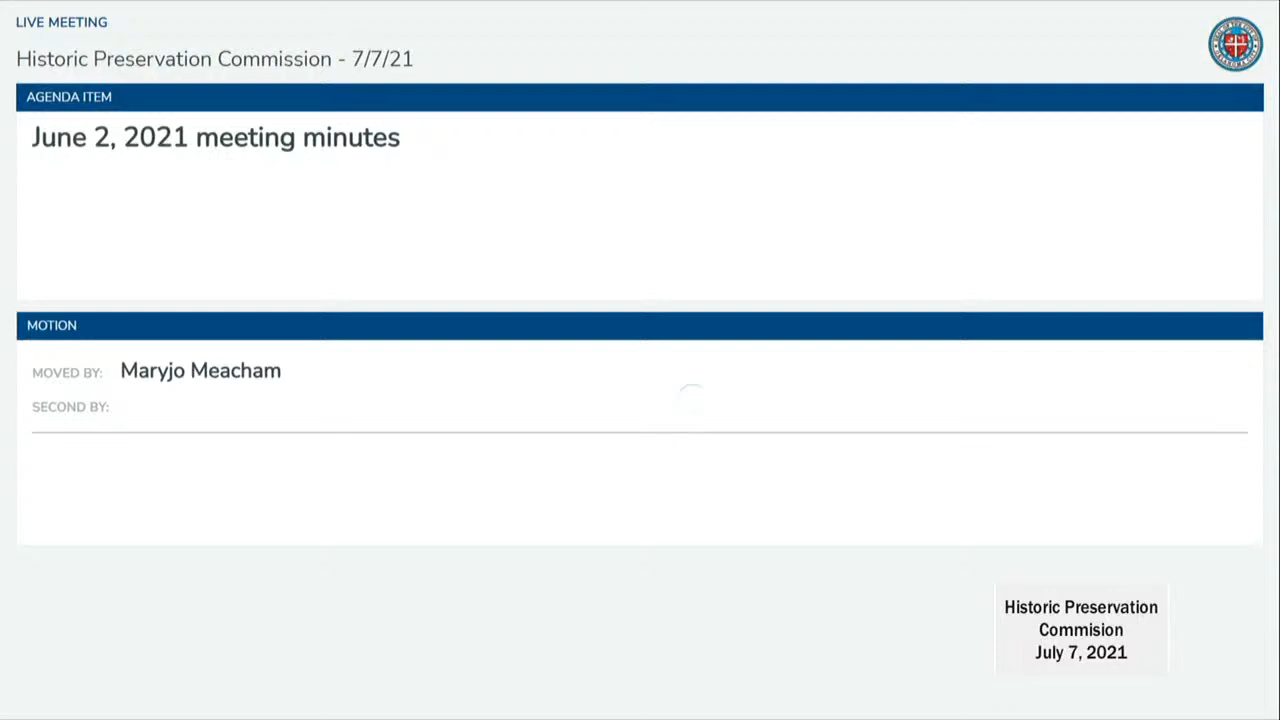 LIVE MEETING
Historic Preservation Commission - 7/7/21
AGENDA ITEM
June 2, 2021 meeting minutes
MOTION
MOVED BY: Maryjo Meacham
SECOND BY:
Historic Preservation
Commision
July 7, 2021